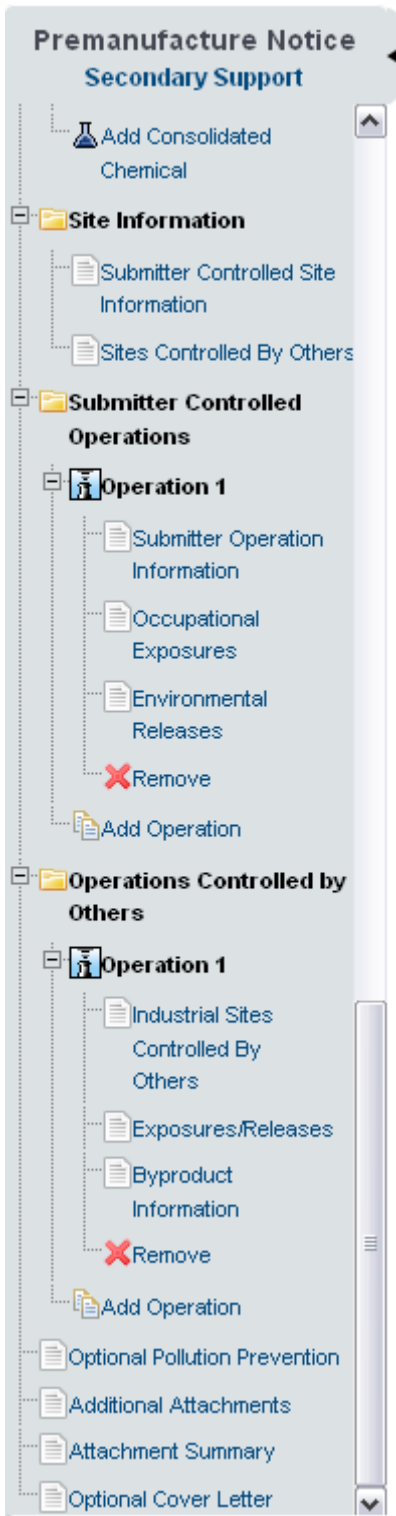 Premanufacture Notice
Secondary Support
Add Consolidated
Chemical
Site Information
Submitter Controlled Site
Information
Sites Controlled By Others
Submitter Controlled
Operations
Operation 1
Submitter Operation
Information
Occupational
Exposures
Environmental
Releases
Remove
Add Operation
Operations Controlled by
Others
Operation 1
Industrial Sites
Controlled By
Others
Exposures/Releases
Byproduct
Information
Remove
Add Operation
Optional Pollution Prevention
Additional Attachments
Attachment Summary
Optional Cover Letter